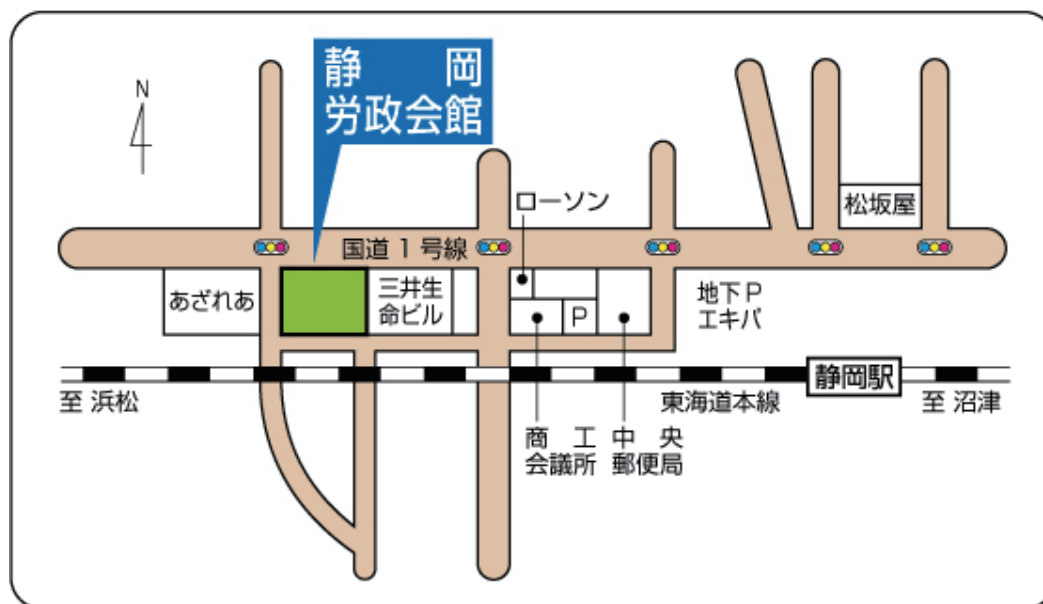 静岡
労政会館
N
ローソン
松坂屋
国道1号線
あざれあ
三井生
命ビル
P
地下P
エキパ
静岡駅
至 浜松
東海道本線
至 沼津
商工
会議所
中央
郵便局